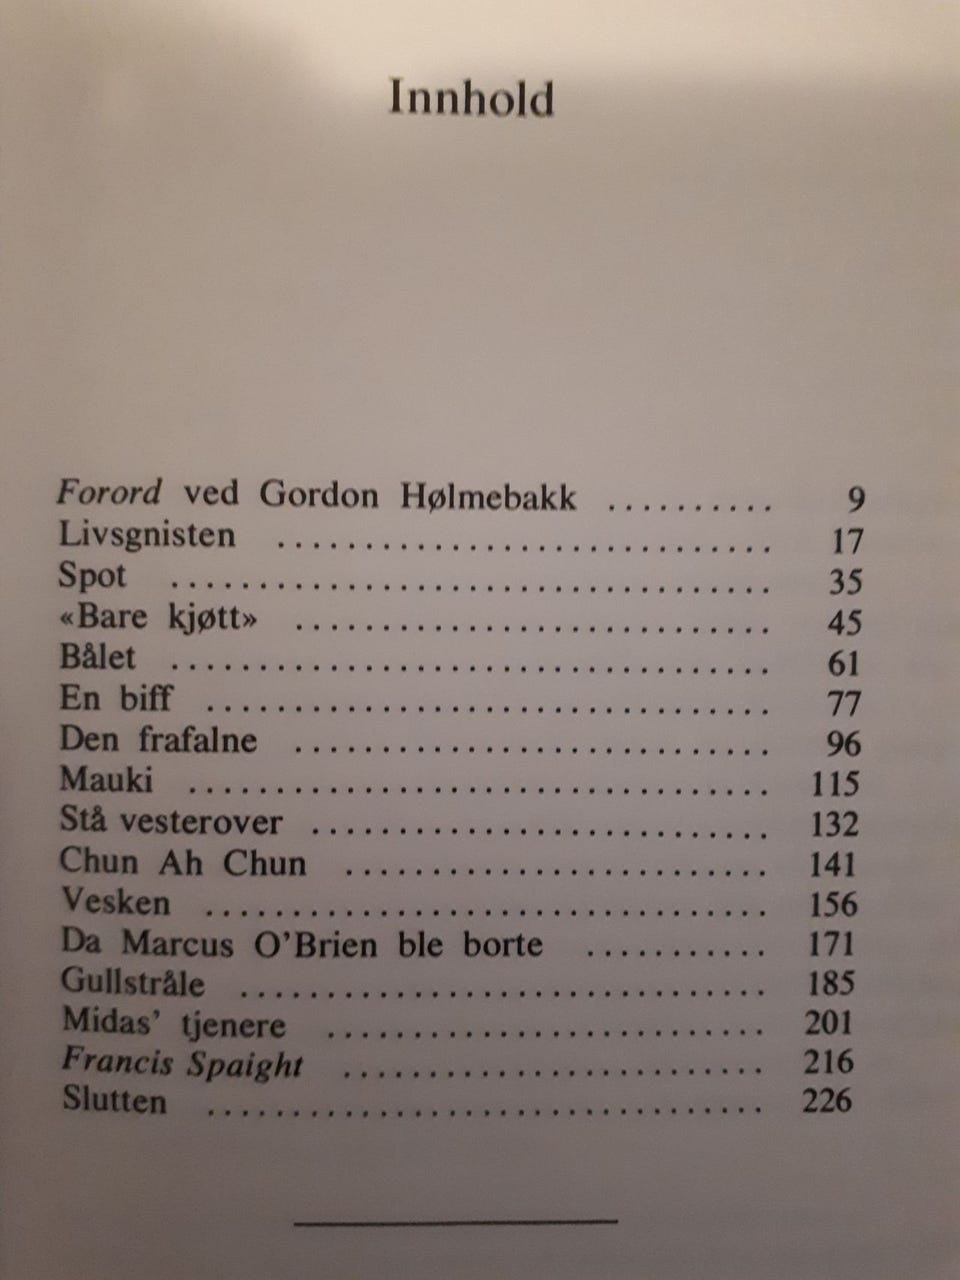 Innhold
Forord ved Gordon Hølmebakk .......... 9
Livsgnisten ............................. 17
Spot ................................... 35
«Bare kjøtt» ............................ 45
Bålet ................................... 61
En biff ................................. 77
Den frafalne ............................ 96
Mauki .................................. 115
Stå vesterover ........................... 132
Chun Ah Chun ......................... 141
Vesken ................................. 156
Da Marcus O’Brien ble borte ........... 171
Gullstråle ............................... 185
Midas’ tjenere .......................... 201
Francis Spaight ......................... 216
Slutten ................................. 226